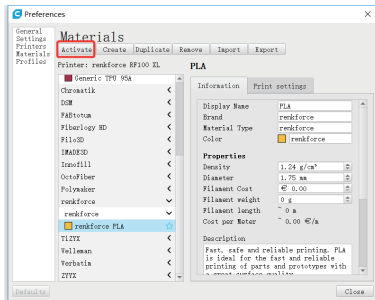 Preferences
General
Settings
Printers
Materials
Profiles
Materials
Activate Create Duplicate Remove Import Export
Printer: renkforce RF100 XL
Generic TPU 95A
Chromatik
DSM
FABtotum
Fiberlogy HD
Filo3D
IMADE3D
Innofill
OctoFiber
Polymaker
renkforce
renkforce
renkforce PLA
TiZYX
Velleman
Verbatim
ZYYX
PLA
Information Print settings
Display Name PLA
Brand renkforce
Material Type renkforce
Color renkforce
Properties
Density 1.24 g/cm³
Diameter 1.75 mm
Filament Cost € 0.00
Filament weight 0 g
Filament length ~ 0 m
Cost per Meter ~ 0.00 €/m
Description
Fast, safe and reliable printing. PLA
is ideal for the fast and reliable
printing of parts and prototypes with
a great surface quality.
Defaults
Close